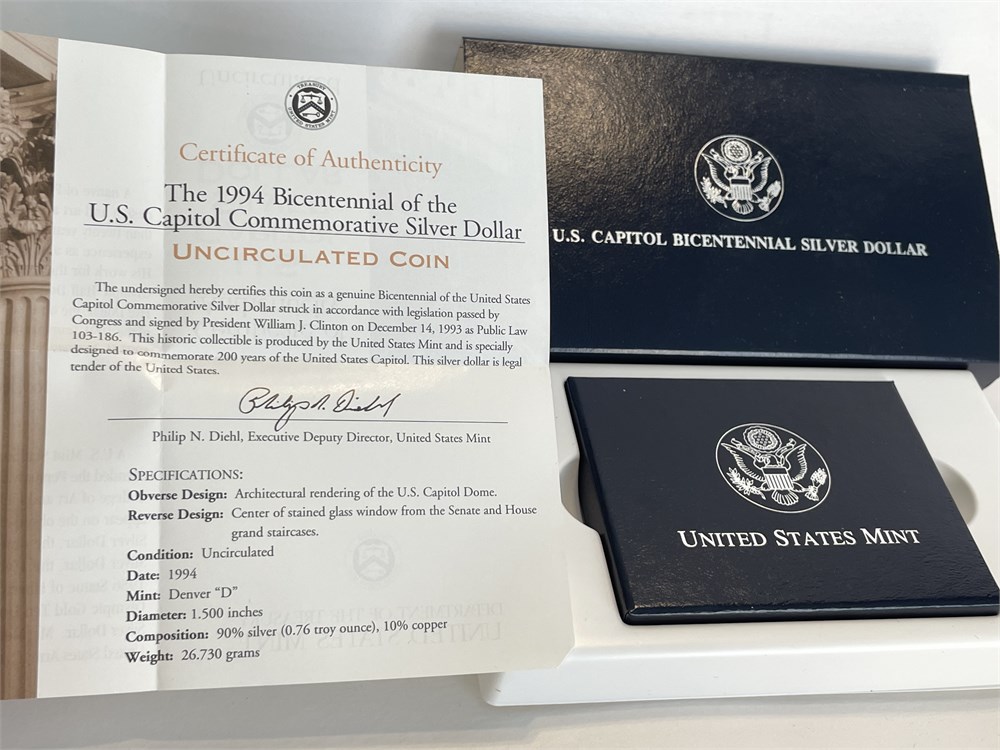 TREASURY
UNITED STATES MINT
Certificate of Authenticity
The 1994 Bicentennial of the
U.S. Capitol Commemorative Silver Dollar
UNCIRCULATED COIN
The undersigned hereby certifies this coin as a genuine Bicentennial of the United States
Capitol Commemorative Silver Dollar struck in accordance with legislation passed by
Congress and signed by President William J. Clinton on December 14, 1993 as Public Law
103-186. This historic collectible is produced by the United States Mint and is specially
designed to commemorate 200 years of the United States Capitol. This silver dollar is legal
tender of the United States.
Philip N. Diehl
Philip N. Diehl, Executive Deputy Director, United States Mint
SPECIFICATIONS:
Obverse Design: Architectural rendering of the U.S. Capitol Dome.
Reverse Design: Center of stained glass window from the Senate and House
grand staircases.
Condition: Uncirculated
Date: 1994
Mint: Denver “D”
Diameter: 1.500 inches
Composition: 90% silver (0.76 troy ounce), 10% copper
Weight: 26.730 grams
U.S. CAPITOL BICENTENNIAL SILVER DOLLAR
UNITED STATES MINT